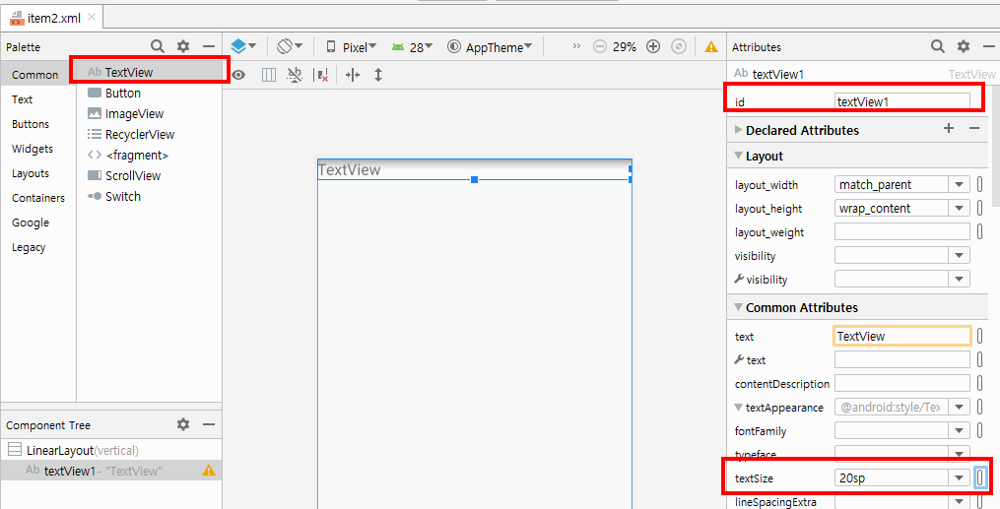 item2.xml
Palette
Pixel
28
AppTheme
29%
Attributes
Common
Text
Buttons
Widgets
Layouts
Containers
Google
Legacy
Ab TextView
Button
ImageView
RecyclerView
<fragment>
ScrollView
Switch
TextView
Component Tree
LinearLayout(vertical)
Ab textView1- "TextView"
Ab textView1 TextView
id textView1
Declared Attributes
Layout
layout_width match_parent
layout_height wrap_content
layout_weight
visibility
visibility
Common Attributes
text TextView
text
contentDescription
textAppearance @android:style/Tex
fontFamily
typeface
textSize 20sp
lineSpacingExtra